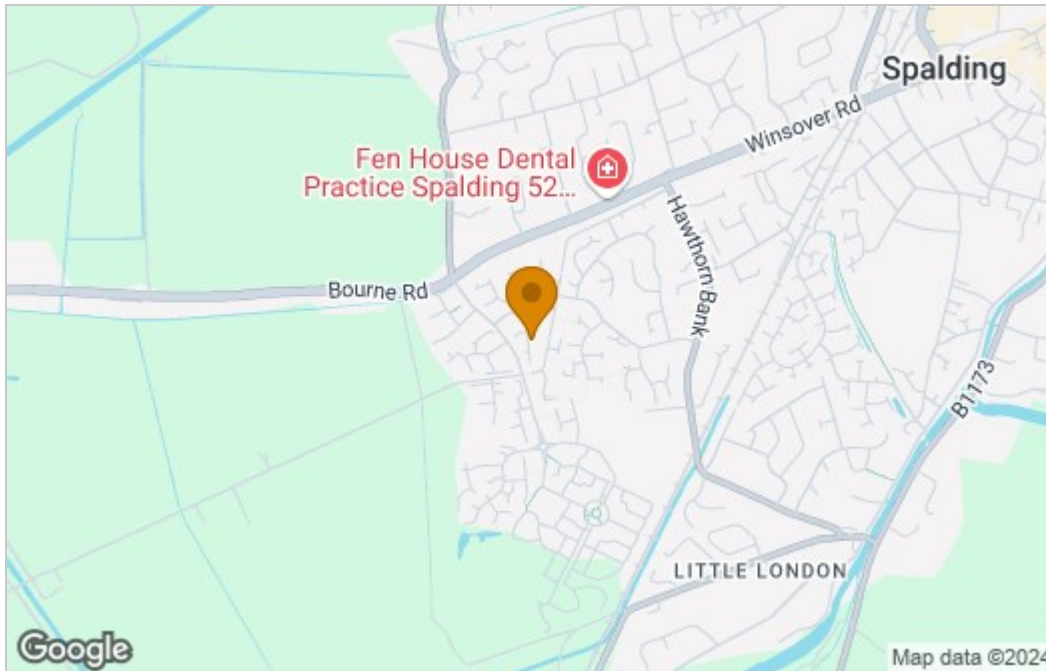 Spalding
Winsover Rd
Fen House Dental
Practice Spalding 52...
Hawthorn Bank
Bourne Rd
B1173
LITTLE LONDON
Google
Map data ©2024